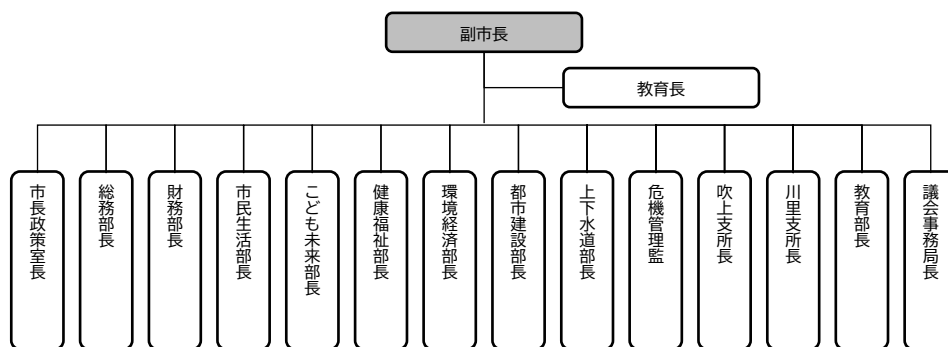 副市長
教育長
市長政策室長
総務部長
財務部長
市民生活部長
こども未来部長
健康福祉部長
環境経済部長
都市建設部長
上下水道部長
危機管理監
吹上支所長
川里支所長
教育部長
議会事務局長